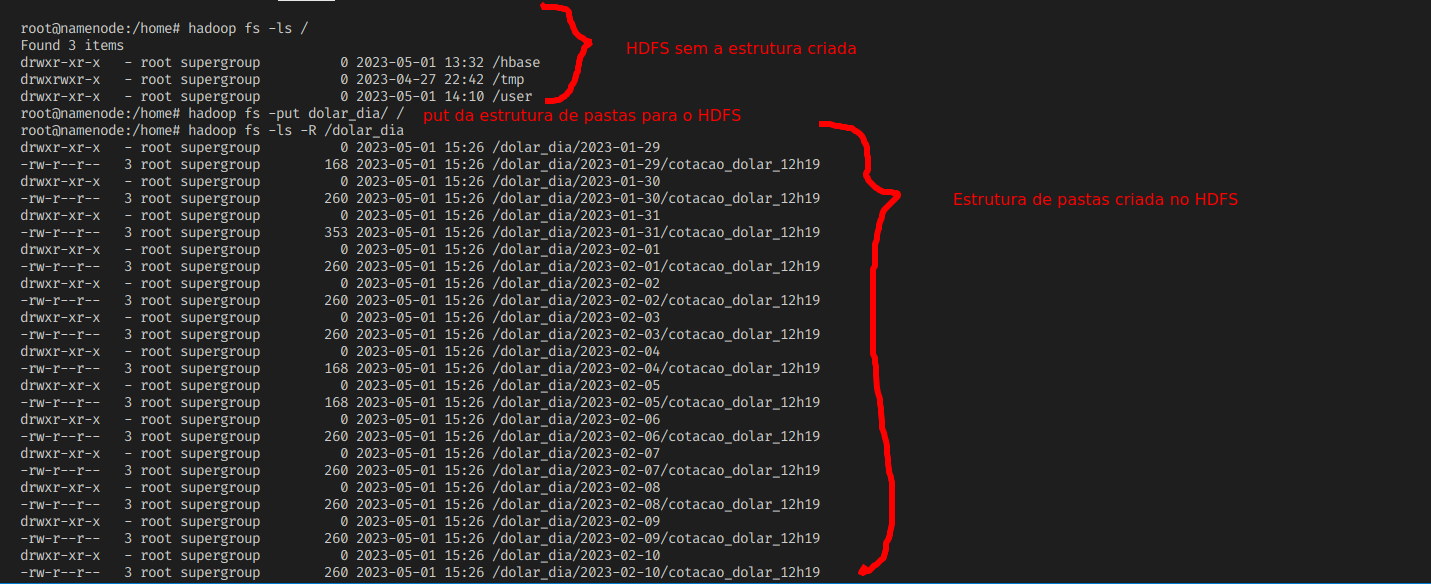 root@namenode:/home# hadoop fs -ls /
Found 3 items
drwxr-xr-x   - root supergroup          0 2023-05-01 13:32 /hbase
drwxrwxr-x   - root supergroup          0 2023-04-27 22:42 /tmp
drwxr-xr-x   - root supergroup          0 2023-05-01 14:10 /user
HDFS sem a estrutura criada
root@namenode:/home# hadoop fs -put dolar_dia/ /
put da estrutura de pastas para o HDFS
root@namenode:/home# hadoop fs -ls -R /dolar_dia
drwxr-xr-x   - root supergroup          0 2023-05-01 15:26 /dolar_dia/2023-01-29
-rw-r--r--   3 root supergroup        168 2023-05-01 15:26 /dolar_dia/2023-01-29/cotacao_dolar_12h19
drwxr-xr-x   - root supergroup          0 2023-05-01 15:26 /dolar_dia/2023-01-30
-rw-r--r--   3 root supergroup        260 2023-05-01 15:26 /dolar_dia/2023-01-30/cotacao_dolar_12h19
drwxr-xr-x   - root supergroup          0 2023-05-01 15:26 /dolar_dia/2023-01-31
-rw-r--r--   3 root supergroup        353 2023-05-01 15:26 /dolar_dia/2023-01-31/cotacao_dolar_12h19
drwxr-xr-x   - root supergroup          0 2023-05-01 15:26 /dolar_dia/2023-02-01
-rw-r--r--   3 root supergroup        260 2023-05-01 15:26 /dolar_dia/2023-02-01/cotacao_dolar_12h19
drwxr-xr-x   - root supergroup          0 2023-05-01 15:26 /dolar_dia/2023-02-02
-rw-r--r--   3 root supergroup        260 2023-05-01 15:26 /dolar_dia/2023-02-02/cotacao_dolar_12h19
drwxr-xr-x   - root supergroup          0 2023-05-01 15:26 /dolar_dia/2023-02-03
-rw-r--r--   3 root supergroup        260 2023-05-01 15:26 /dolar_dia/2023-02-03/cotacao_dolar_12h19
drwxr-xr-x   - root supergroup          0 2023-05-01 15:26 /dolar_dia/2023-02-04
-rw-r--r--   3 root supergroup        168 2023-05-01 15:26 /dolar_dia/2023-02-04/cotacao_dolar_12h19
drwxr-xr-x   - root supergroup          0 2023-05-01 15:26 /dolar_dia/2023-02-05
-rw-r--r--   3 root supergroup        168 2023-05-01 15:26 /dolar_dia/2023-02-05/cotacao_dolar_12h19
drwxr-xr-x   - root supergroup          0 2023-05-01 15:26 /dolar_dia/2023-02-06
-rw-r--r--   3 root supergroup        260 2023-05-01 15:26 /dolar_dia/2023-02-06/cotacao_dolar_12h19
drwxr-xr-x   - root supergroup          0 2023-05-01 15:26 /dolar_dia/2023-02-07
-rw-r--r--   3 root supergroup        260 2023-05-01 15:26 /dolar_dia/2023-02-07/cotacao_dolar_12h19
drwxr-xr-x   - root supergroup          0 2023-05-01 15:26 /dolar_dia/2023-02-08
-rw-r--r--   3 root supergroup        260 2023-05-01 15:26 /dolar_dia/2023-02-08/cotacao_dolar_12h19
drwxr-xr-x   - root supergroup          0 2023-05-01 15:26 /dolar_dia/2023-02-09
-rw-r--r--   3 root supergroup        260 2023-05-01 15:26 /dolar_dia/2023-02-09/cotacao_dolar_12h19
drwxr-xr-x   - root supergroup          0 2023-05-01 15:26 /dolar_dia/2023-02-10
-rw-r--r--   3 root supergroup        260 2023-05-01 15:26 /dolar_dia/2023-02-10/cotacao_dolar_12h19
Estrutura de pastas criada no HDFS